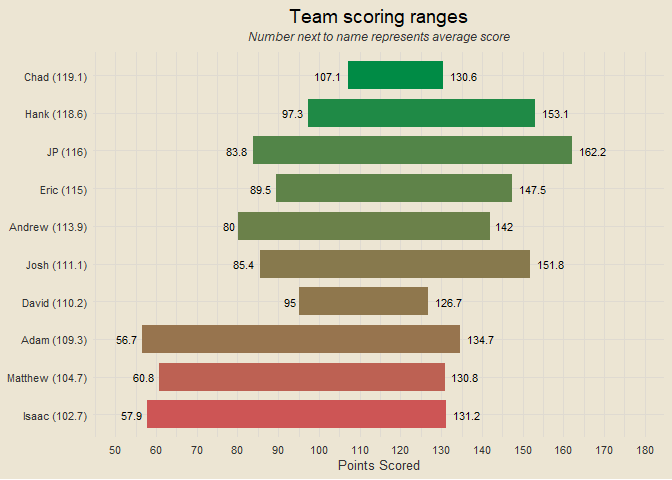 Team scoring ranges
Number next to name represents average score
Chad (119.1) 107.1 130.6
Hank (118.6) 97.3 153.1
JP (116) 83.8 162.2
Eric (115) 89.5 147.5
Andrew (113.9) 80 142
Josh (111.1) 85.4 151.8
David (110.2) 95 126.7
Adam (109.3) 56.7 134.7
Matthew (104.7) 60.8 130.8
Isaac (102.7) 57.9 131.2
50 60 70 80 90 100 110 120 130 140 150 160 170 180
Points Scored